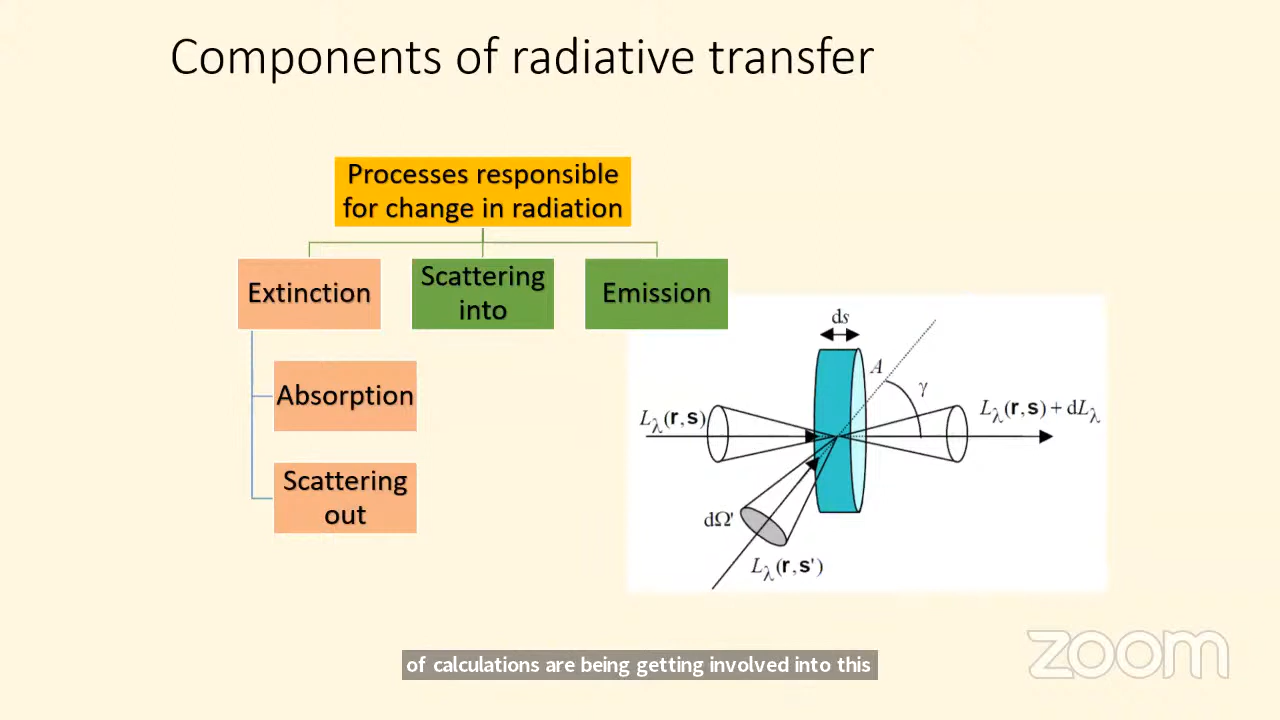 Components of radiative transfer
Processes responsible
for change in radiation
Extinction
Scattering
into
Emission
Absorption
Scattering
out
ds
A
γ
Lλ(r,s)
Lλ(r,s) + dLλ
dΩ'
Lλ(r,s')
of calculations are being getting involved into this
zoom